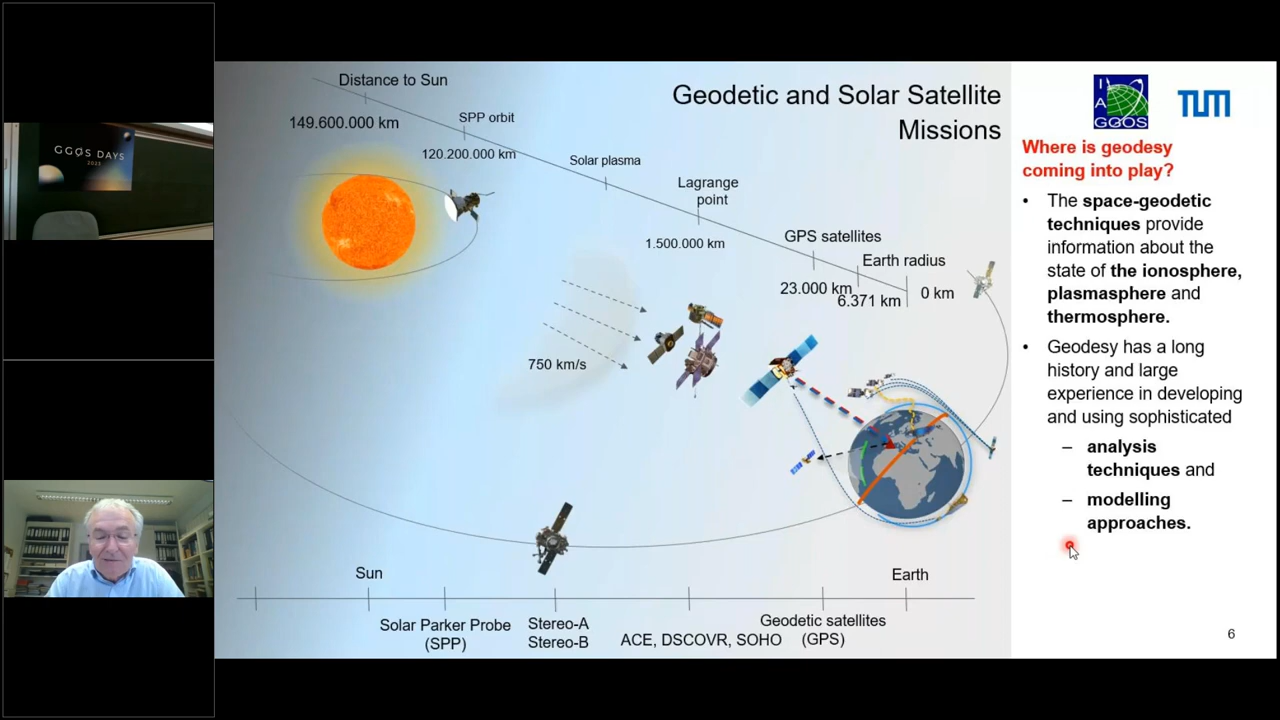 GGOS DAYS
2023
Distance to Sun
149.600.000 km
SPP orbit
120.200.000 km
Solar plasma
Lagrange
point
1.500.000 km
GPS satellites
23.000 km
Earth radius
6.371 km
0 km
Geodetic and Solar Satellite
Missions
750 km/s
Sun
Earth
Solar Parker Probe
(SPP)
Stereo-A
Stereo-B
ACE, DSCOVR, SOHO
Geodetic satellites
(GPS)
I
A
GGOS
TUM
Where is geodesy
coming into play?
• The space-geodetic
techniques provide
information about the
state of the ionosphere,
plasmasphere and
thermosphere.
• Geodesy has a long
history and large
experience in developing
and using sophisticated
– analysis
techniques and
– modelling
approaches.
6